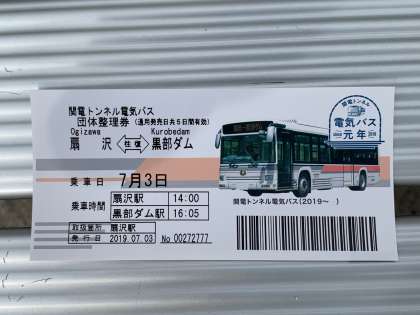 関電トンネル電気バス
団体整理券(通用発売日共5日間有効)
Ogizawa Kurobedam
扇沢 往復 黒部ダム
乗車日 7月3日
乗車時間 扇沢駅 14:00
黒部ダム駅 16:05
取扱箇所 扇沢駅
発行日 2019.07.03 No 00272777
関電トンネル
電気バス
元年
関電トンネル電気バス(2019~ )